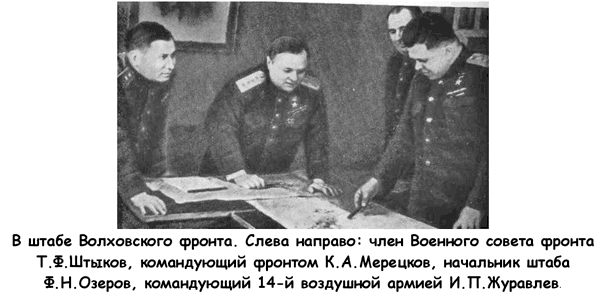 В штабе Волховского фронта. Слева направо: член Военного совета фронта
Т.Ф.Штыков, командующий фронтом К.А.Мерецков, начальник штаба
Ф.Н.Озеров, командующий 14-й воздушной армией И.П.Журавлев.